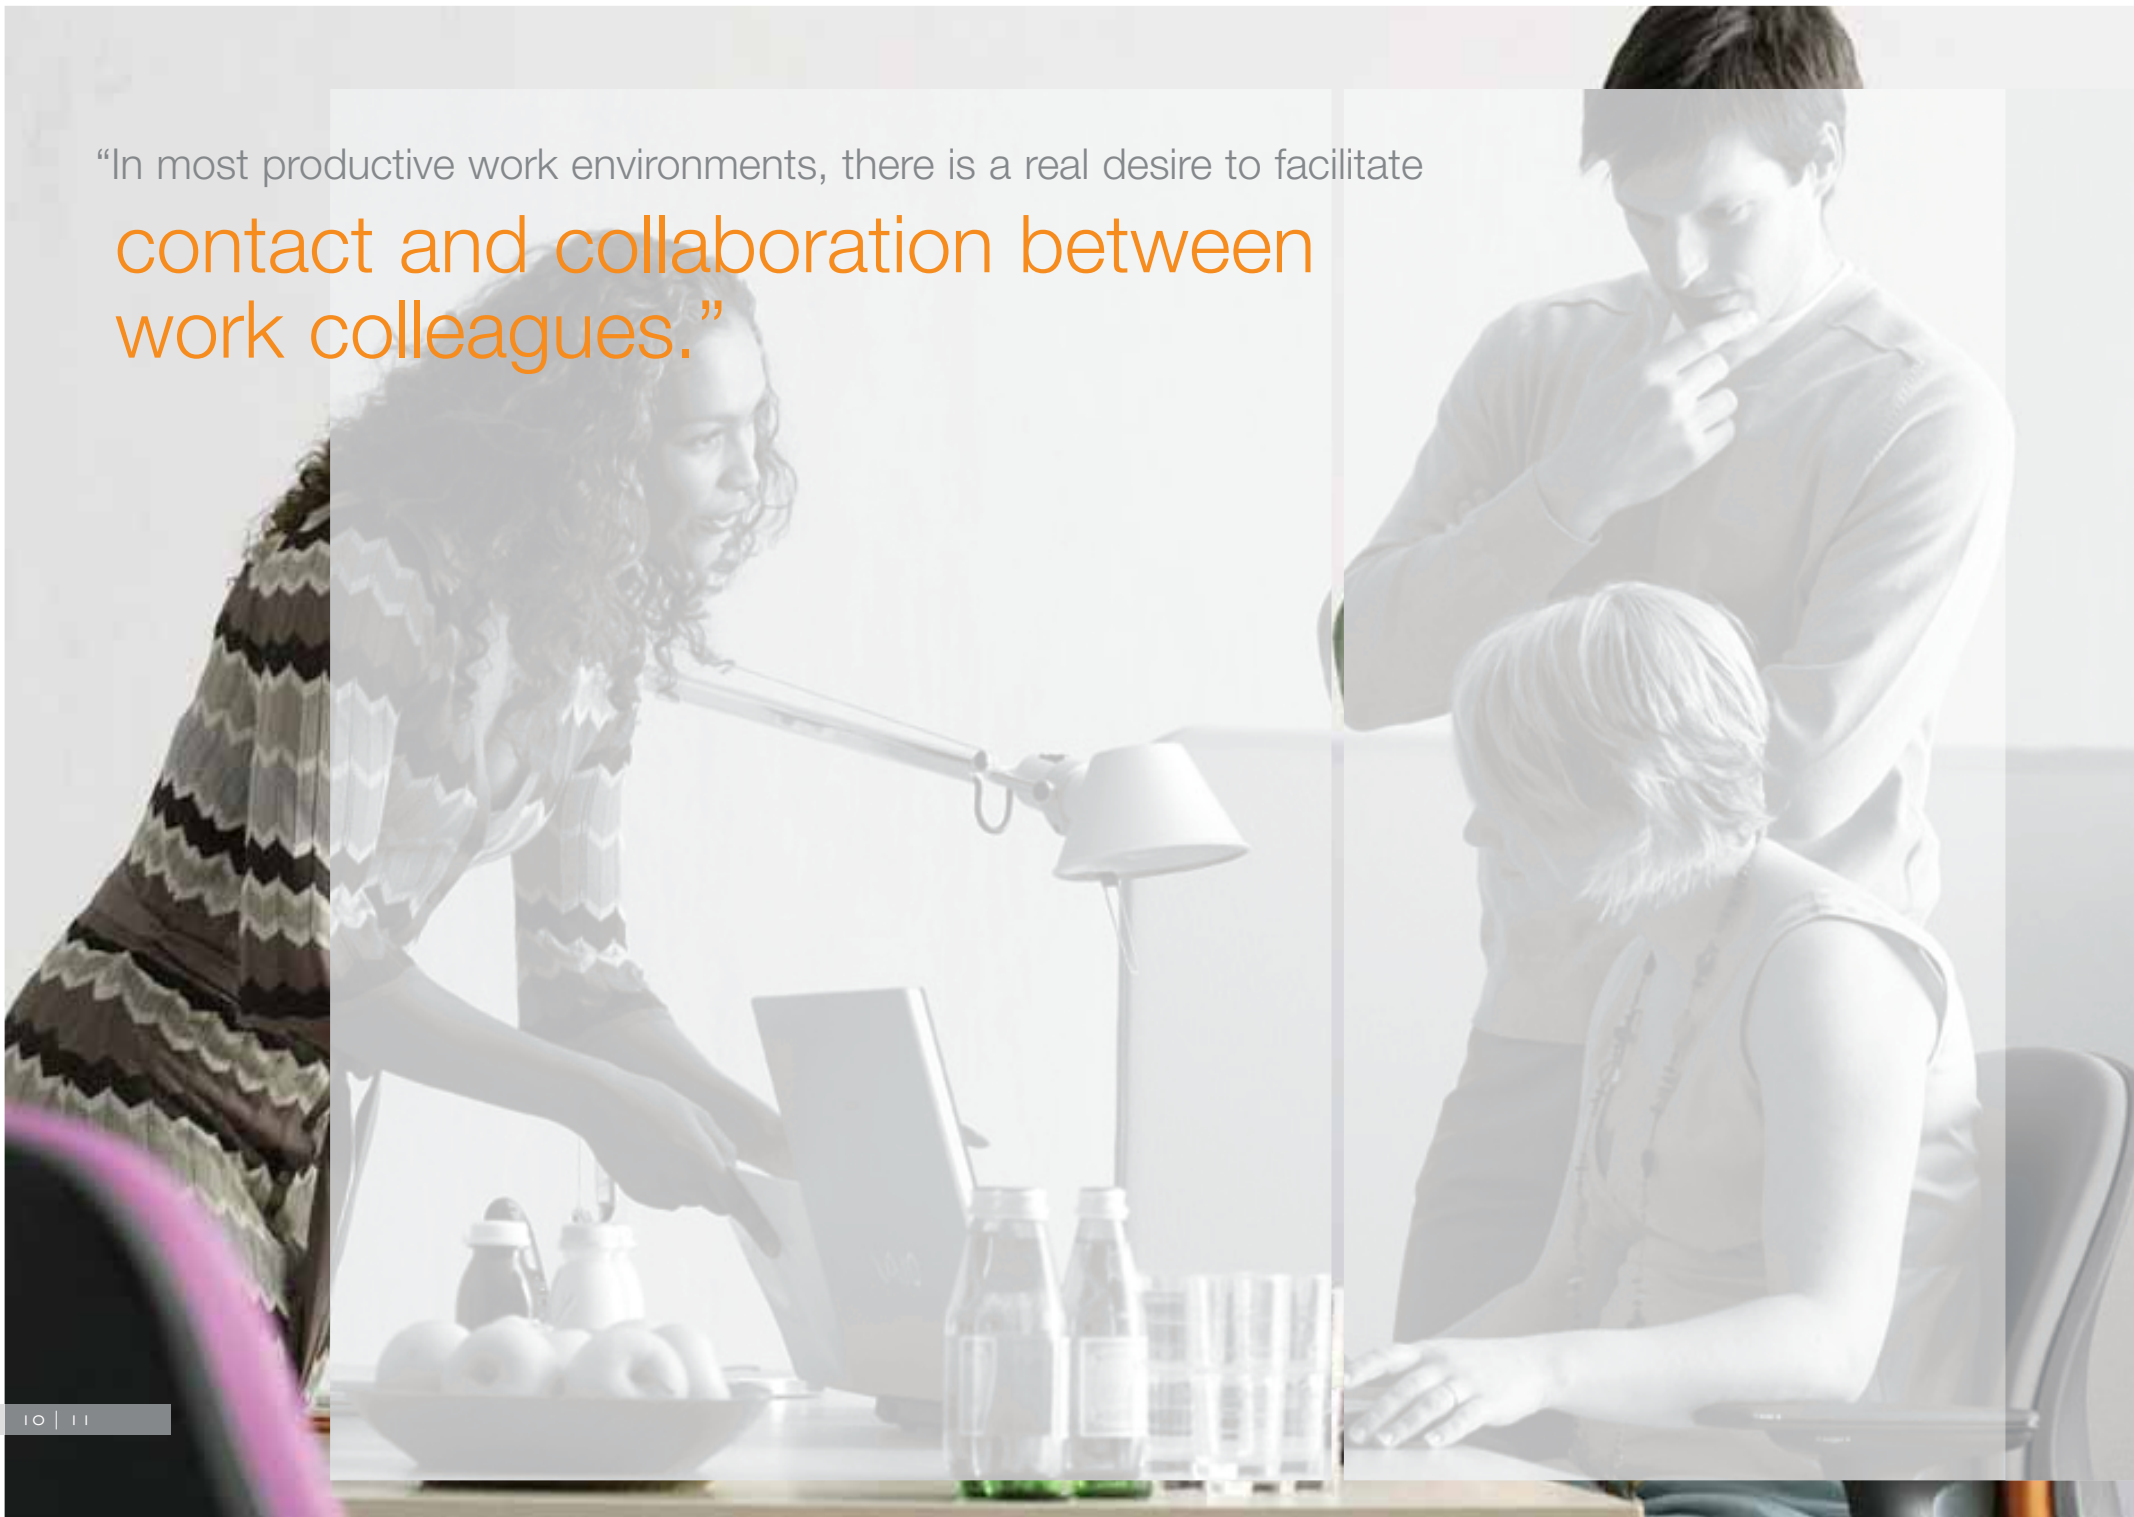 “In most productive work environments, there is a real desire to facilitate
contact and collaboration between
work colleagues.”
VAIO
10 | 11